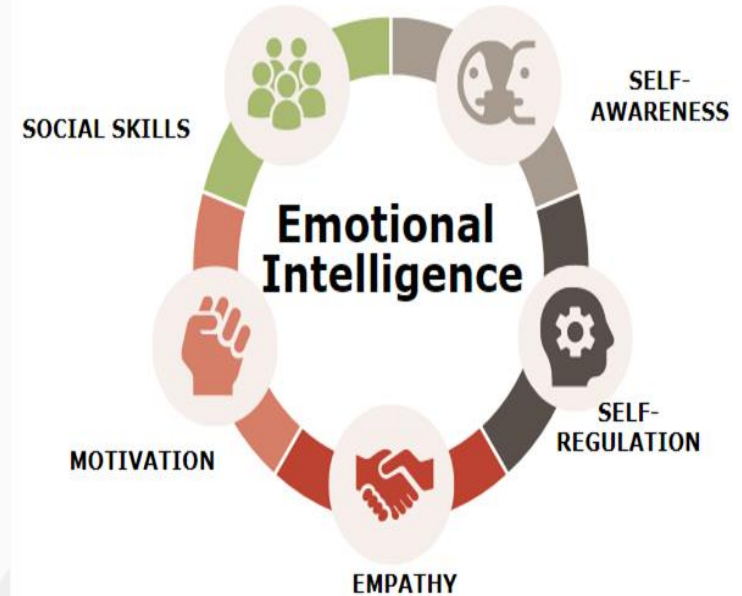 SOCIAL SKILLS
SELF-
AWARENESS
Emotional
Intelligence
SELF-
REGULATION
MOTIVATION
EMPATHY